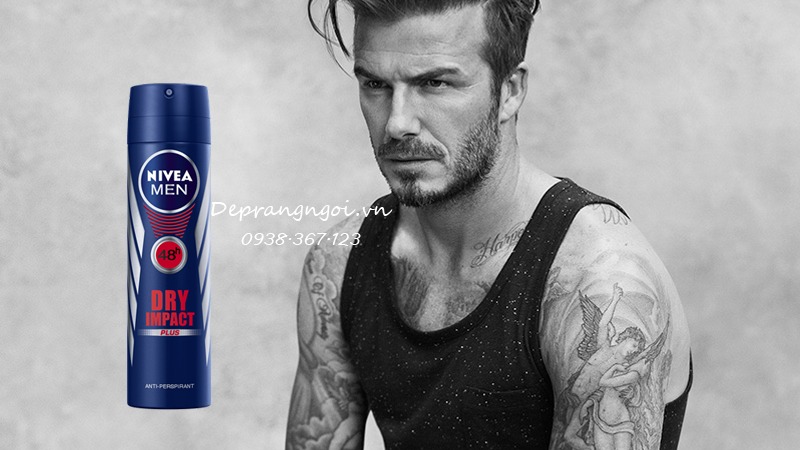 NIVEA
MEN
48h
DRY
IMPACT
PLUS
ANTI-PERSPIRANT
Deprangngoi.vn
0938-367-123